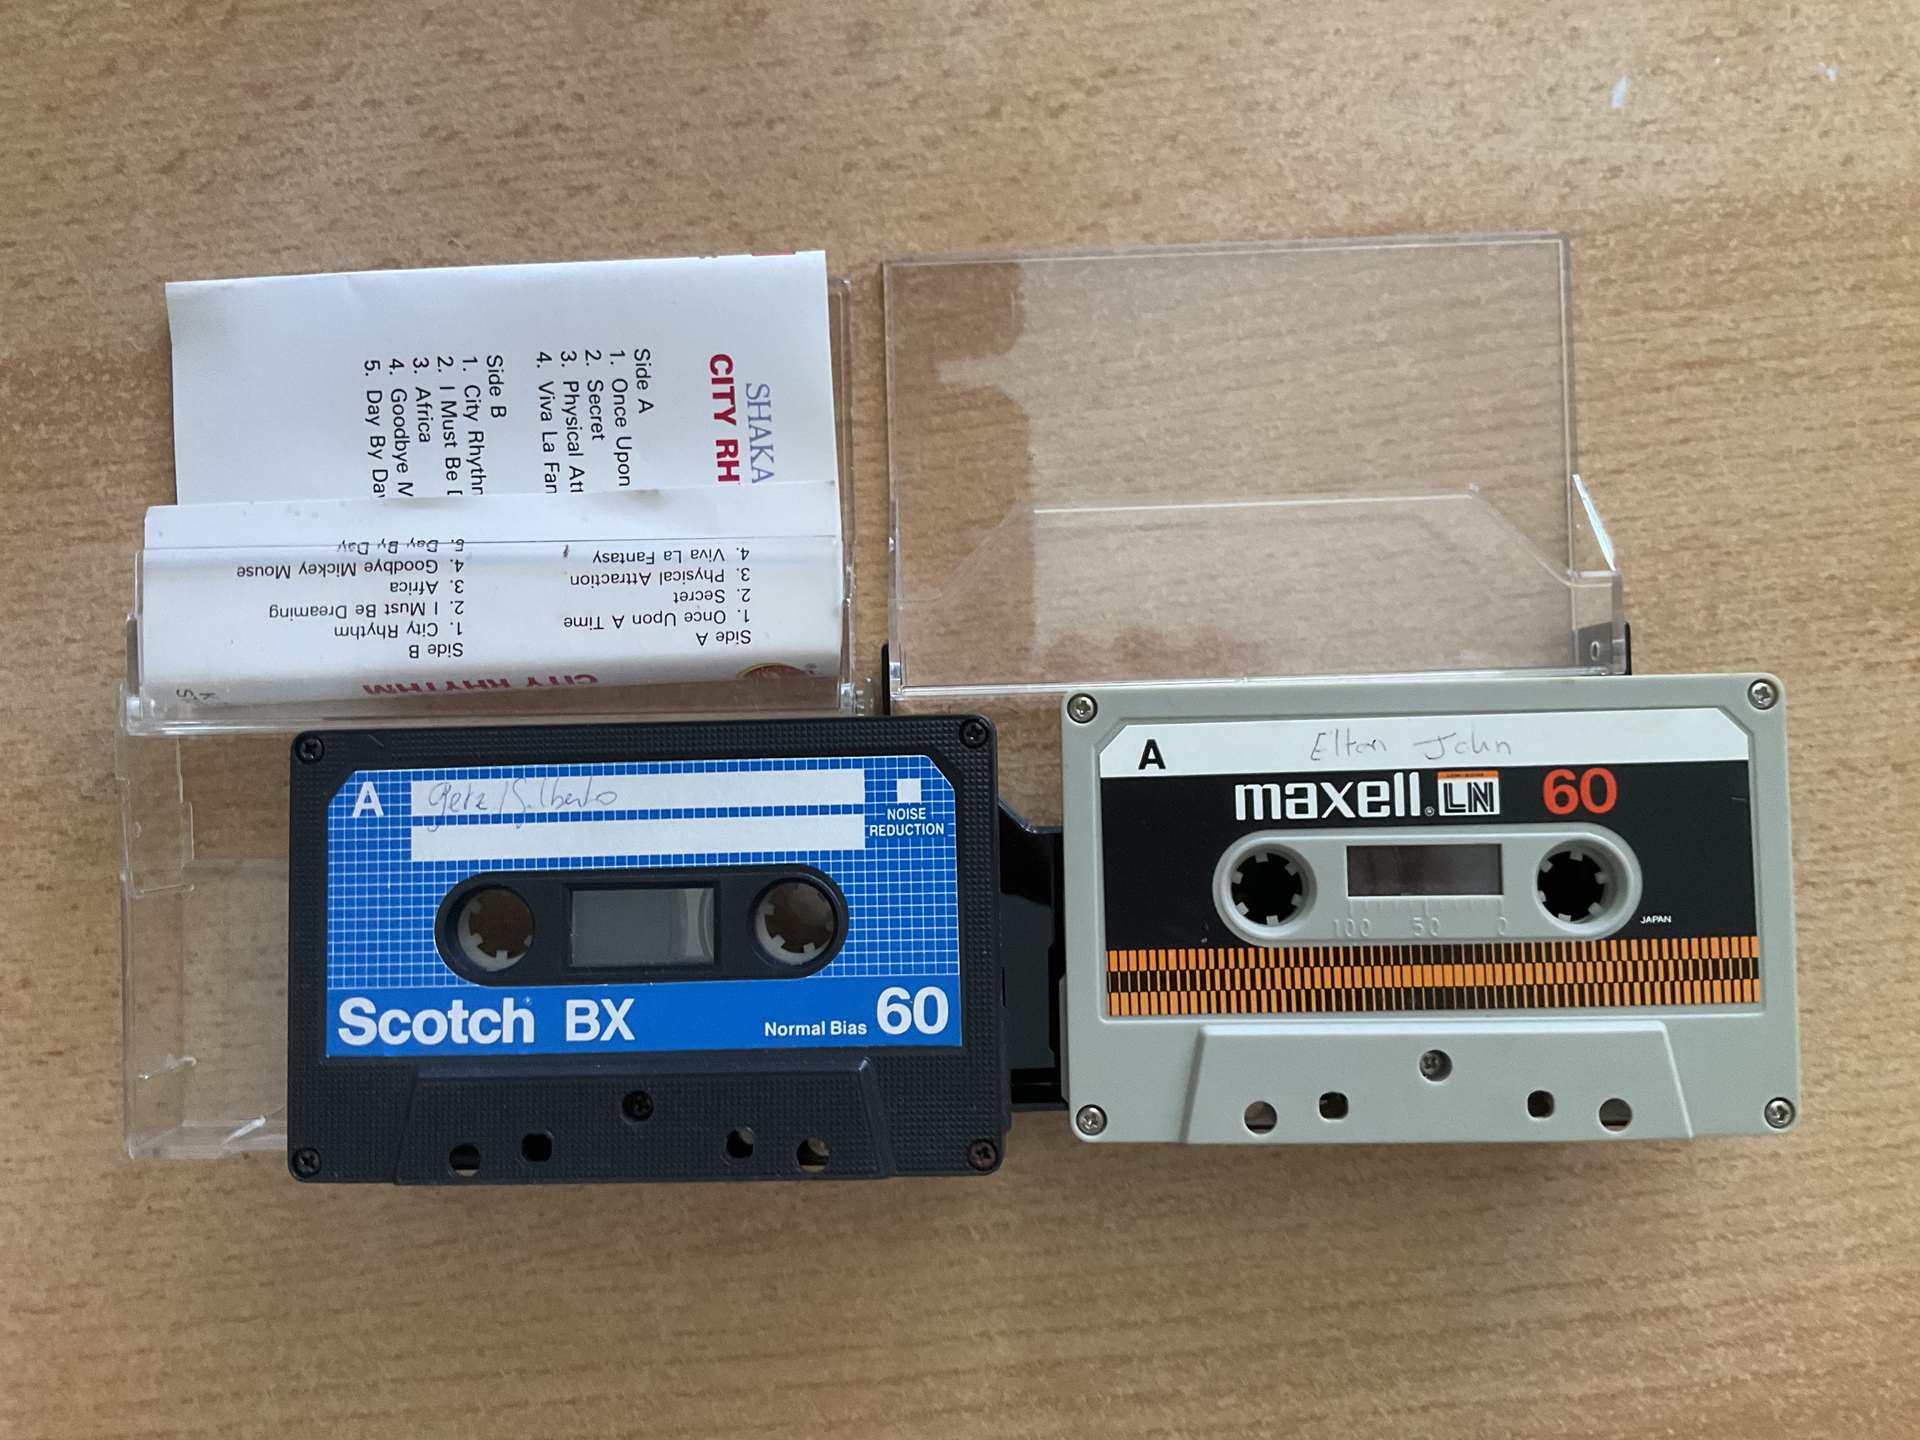 SHAKA
CITY RH
Side A
1. Once Upon
2. Secret
3. Physical Att
4. Viva La Fan
Side B
1. City Rhythm
2. I Must Be D
3. Africa
4. Goodbye M
5. Day By Day
CITY RHYTHM
Side A
1. Once Upon A Time
2. Secret
3. Physical Attraction
4. Viva La Fantasy
Side B
1. City Rhythm
2. I Must Be Dreaming
3. Africa
4. Goodbye Mickey Mouse
5. Day By Day
A
Getz/Gilberto
NOISE
REDUCTION
Scotch BX
Normal Bias 60
A
Elton John
maxell LN 60
100 50 0
JAPAN